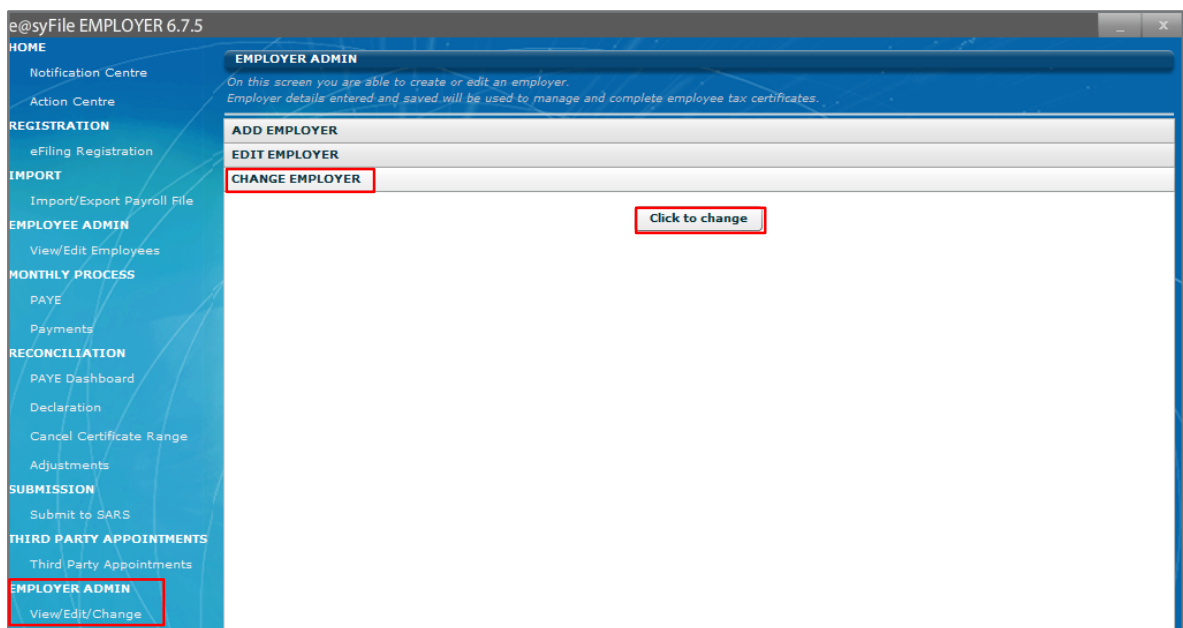 e@syFile EMPLOYER 6.7.5
_ x
HOME
Notification Centre
Action Centre
REGISTRATION
eFiling Registration
IMPORT
Import/Export Payroll File
EMPLOYEE ADMIN
View/Edit Employees
MONTHLY PROCESS
PAYE
Payments
RECONCILIATION
PAYE Dashboard
Declaration
Cancel Certificate Range
Adjustments
SUBMISSION
Submit to SARS
THIRD PARTY APPOINTMENTS
Third Party Appointments
EMPLOYER ADMIN
View/Edit/Change
EMPLOYER ADMIN
On this screen you are able to create or edit an employer.
Employer details entered and saved will be used to manage and complete employee tax certificates.
ADD EMPLOYER
EDIT EMPLOYER
CHANGE EMPLOYER
Click to change